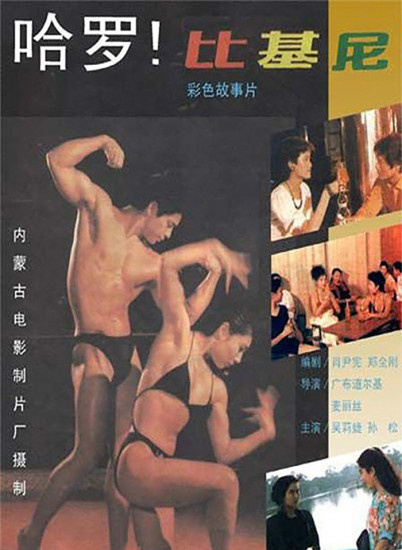 哈罗！比基尼
彩色故事片
内蒙古电影制片厂摄制
编剧/肖尹宪 郑全刚
导演/广布道尔基
麦丽丝
主演/吴莉婕 孙松